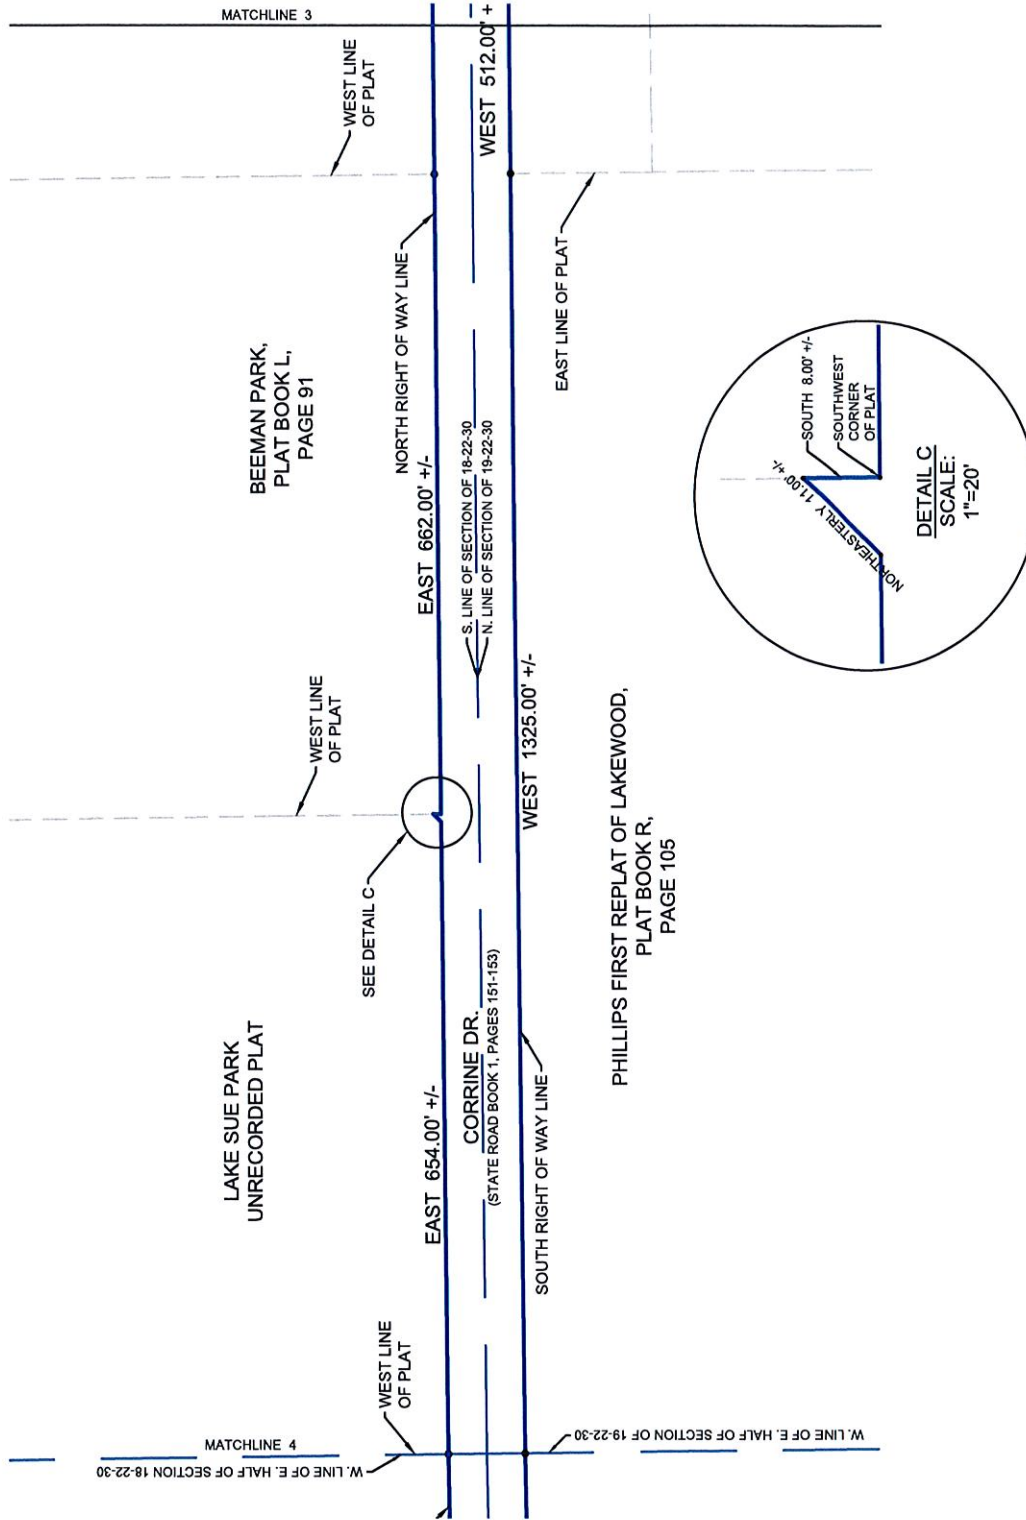 MATCHLINE 3
WEST LINE
OF PLAT
WEST 512.00' +
NORTH RIGHT OF WAY LINE
EAST LINE OF PLAT
BEEMAN PARK,
PLAT BOOK L,
PAGE 91
EAST 662.00' +/-
S. LINE OF SECTION OF 18-22-30
N. LINE OF SECTION OF 19-22-30
SOUTH 8.00' +/-
SOUTHWEST
CORNER
OF PLAT
NORTHEASTERLY 11.00' +/-
DETAIL C
SCALE:
1"=20'
WEST LINE
OF PLAT
WEST 1325.00' +/-
PHILLIPS FIRST REPLAT OF LAKEWOOD,
PLAT BOOK R,
PAGE 105
SEE DETAIL C
LAKE SUE PARK
UNRECORDED PLAT
EAST 654.00' +/-
CORRINE DR.
(STATE ROAD BOOK 1, PAGES 151-153)
SOUTH RIGHT OF WAY LINE
WEST LINE
OF PLAT
MATCHLINE 4
W. LINE OF E. HALF OF SECTION 18-22-30
W. LINE OF E. HALF OF SECTION OF 19-22-30